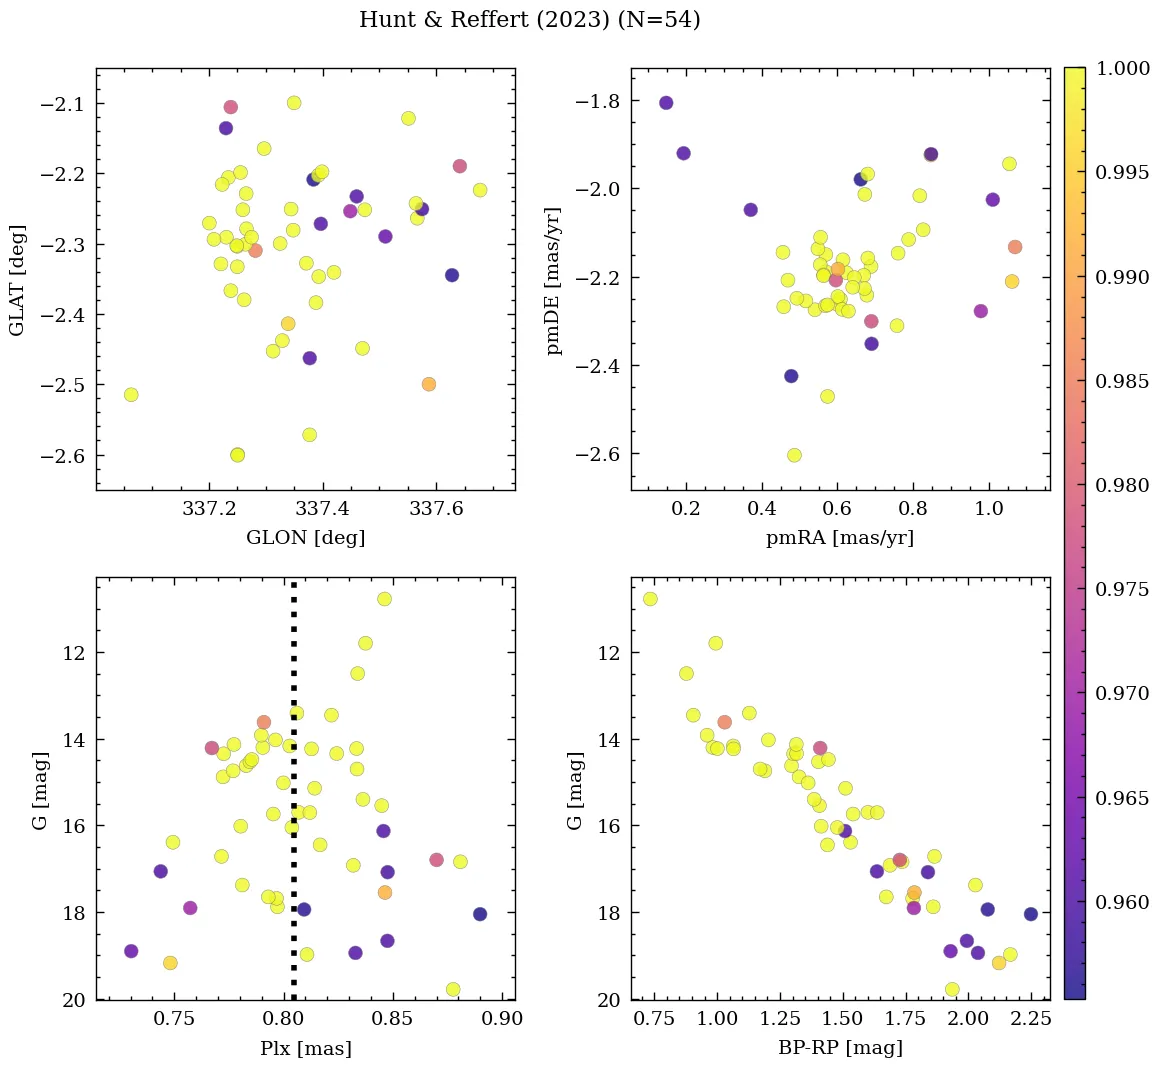 Hunt & Reffert (2023) (N=54)
−2.1
−2.2
−2.3
−2.4
−2.5
−2.6
GLAT [deg]
337.2 337.4 337.6
GLON [deg]
−1.8
−2.0
−2.2
−2.4
−2.6
pmDE [mas/yr]
0.2 0.4 0.6 0.8 1.0
pmRA [mas/yr]
1.000
0.995
0.990
0.985
0.980
0.975
0.970
0.965
0.960
12
14
16
18
20
G [mag]
0.75 0.80 0.85 0.90
Plx [mas]
12
14
16
18
20
G [mag]
0.75 1.00 1.25 1.50 1.75 2.00 2.25
BP-RP [mag]